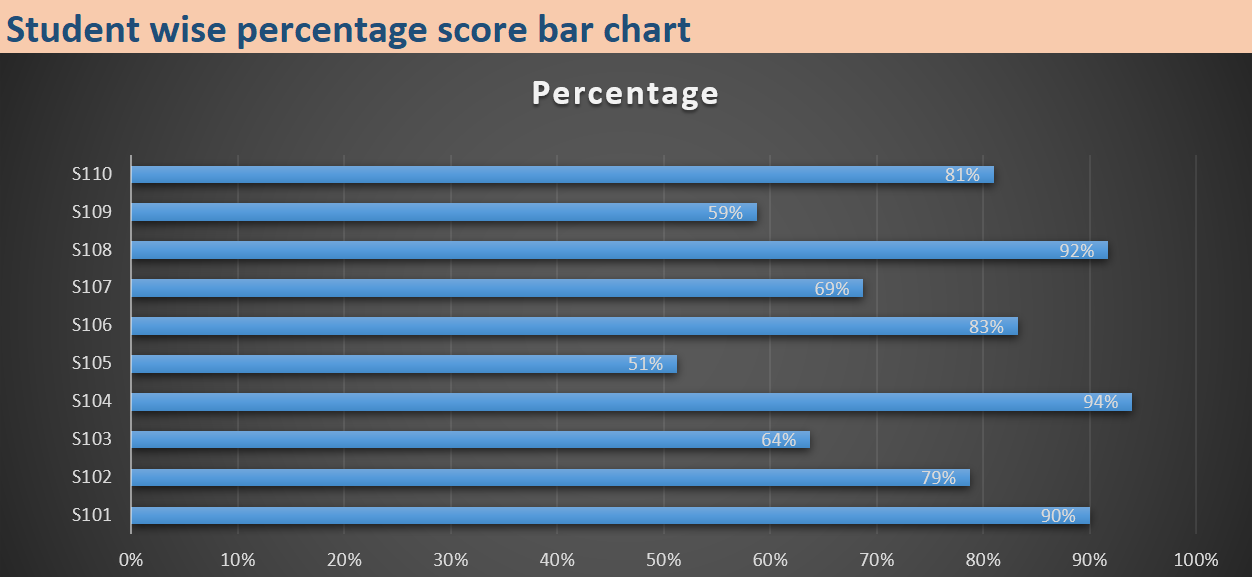 Student wise percentage score bar chart
Percentage
S110 81%
S109 59%
S108 92%
S107 69%
S106 83%
S105 51%
S104 94%
S103 64%
S102 79%
S101 90%
0% 10% 20% 30% 40% 50% 60% 70% 80% 90% 100%